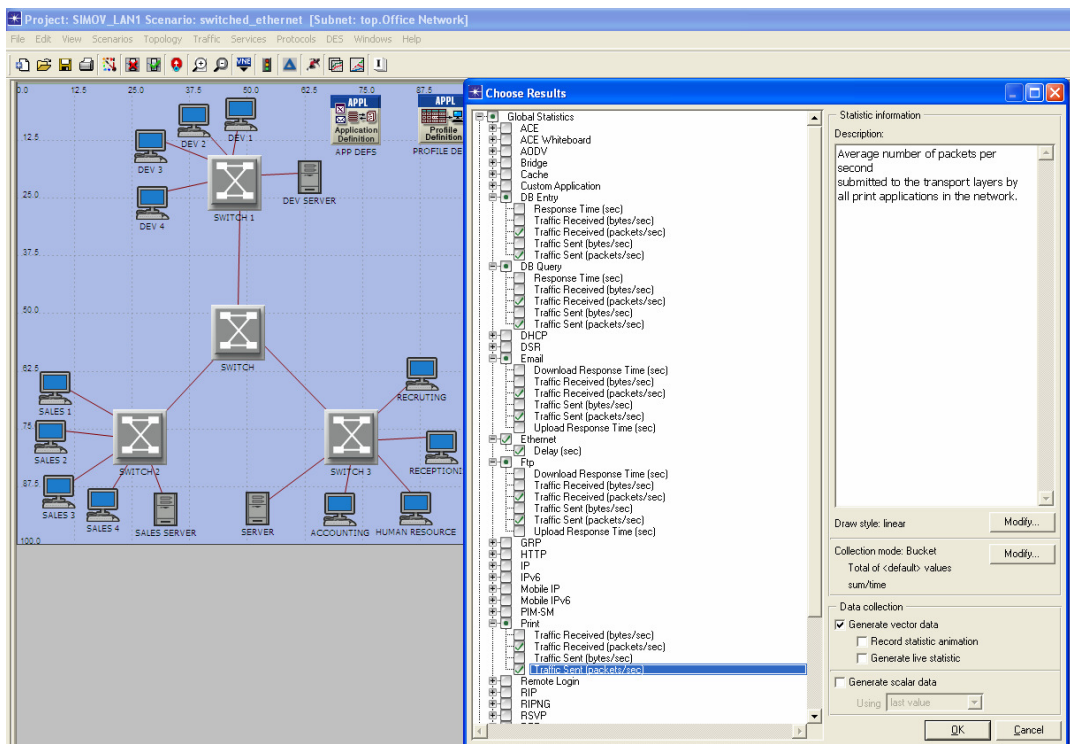 Project: SIMOV_LAN1 Scenario: switched_ethernet [Subnet: top.Office Network]
File Edit View Scenarios Topology Traffic Services Protocols DES Windows Help
0.0 12.5 25.0 37.5 50.0 62.5 75.0 87.5
12.5
25.0
37.5
50.0
62.5
75
87.5
100.0
DEV 2
DEV 1
DEV 3
DEV 4
SWITCH 1
DEV SERVER
APPL
Application
Definition
APP DEFS
APPL
Profile
Definition
PROFILE DE
SWITCH
SALES 1
SALES 2
SALES 3
SALES 4
SWITCH 2
SALES SERVER
RECRUTING
SWITCH 3
RECEPTIONI
SERVER
ACCOUNTING
HUMAN RESOURCE
Choose Results
Global Statistics
ACE
ACE Whiteboard
AODV
Bridge
Cache
Custom Application
DB Entry
Response Time (sec)
Traffic Received (bytes/sec)
Traffic Received (packets/sec)
Traffic Sent (bytes/sec)
Traffic Sent (packets/sec)
DB Query
Response Time (sec)
Traffic Received (bytes/sec)
Traffic Received (packets/sec)
Traffic Sent (bytes/sec)
Traffic Sent (packets/sec)
DHCP
DSR
Email
Download Response Time (sec)
Traffic Received (bytes/sec)
Traffic Received (packets/sec)
Traffic Sent (bytes/sec)
Traffic Sent (packets/sec)
Upload Response Time (sec)
Ethernet
Delay (sec)
Ftp
Download Response Time (sec)
Traffic Received (bytes/sec)
Traffic Received (packets/sec)
Traffic Sent (bytes/sec)
Traffic Sent (packets/sec)
Upload Response Time (sec)
GRP
HTTP
IP
IPv6
Mobile IP
Mobile IPv6
PIM-SM
Print
Traffic Received (bytes/sec)
Traffic Received (packets/sec)
Traffic Sent (bytes/sec)
Traffic Sent (packets/sec)
Remote Login
RIP
RIPNG
RSVP
Statistic information
Description:
Average number of packets per
second
submitted to the transport layers by
all print applications in the network.
Draw style: linear
Modify...
Collection mode: Bucket
Modify...
Total of <default> values
sum/time
Data collection
Generate vector data
Record statistic animation
Generate live statistic
Generate scalar data
Using last value
OK
Cancel